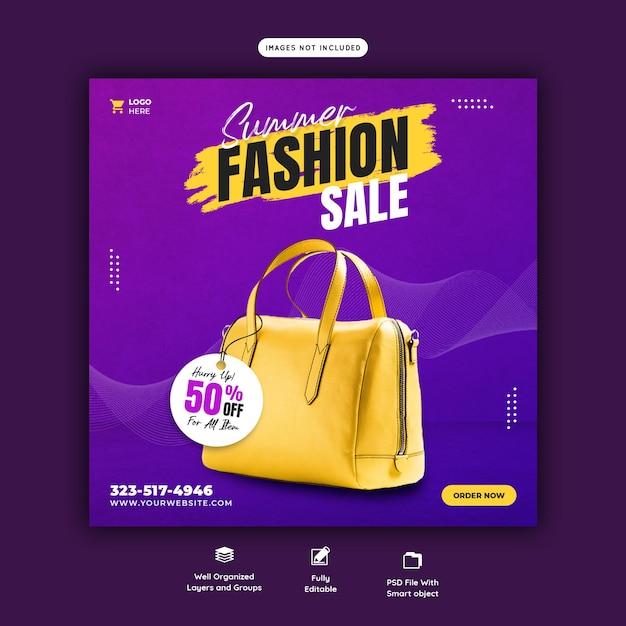 IMAGES NOT INCLUDED
LOGO
HERE
Summer
FASHION
SALE
Hurry Up!
50% OFF
For All Item
323-517-4946
WWW.YOURWEBSITE.COM
ORDER NOW
Well Organized
Layers and Groups
Fully
Editable
PSD File With
Smart object